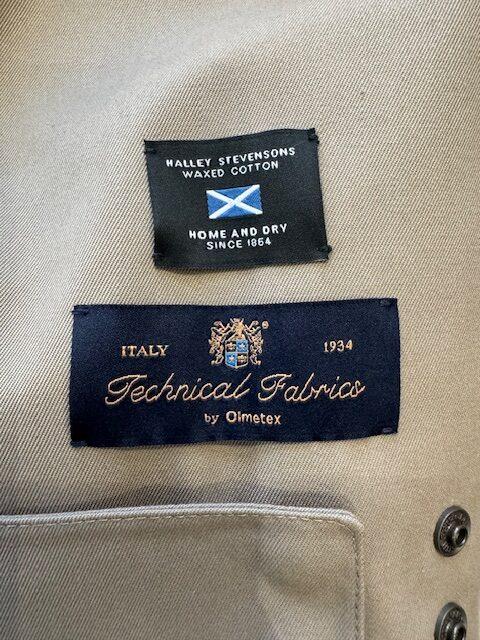 HALLEY STEVENSONS
WAXED COTTON
HOME AND DRY
SINCE 1864
ITALY
1934
®
Technical Fabrics
by Olmetex